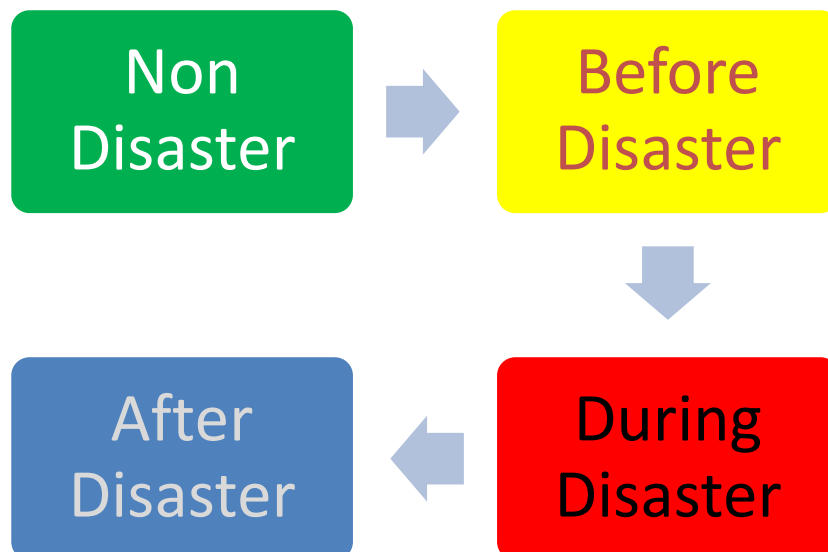 Non
Disaster
Before
Disaster
After
Disaster
During
Disaster